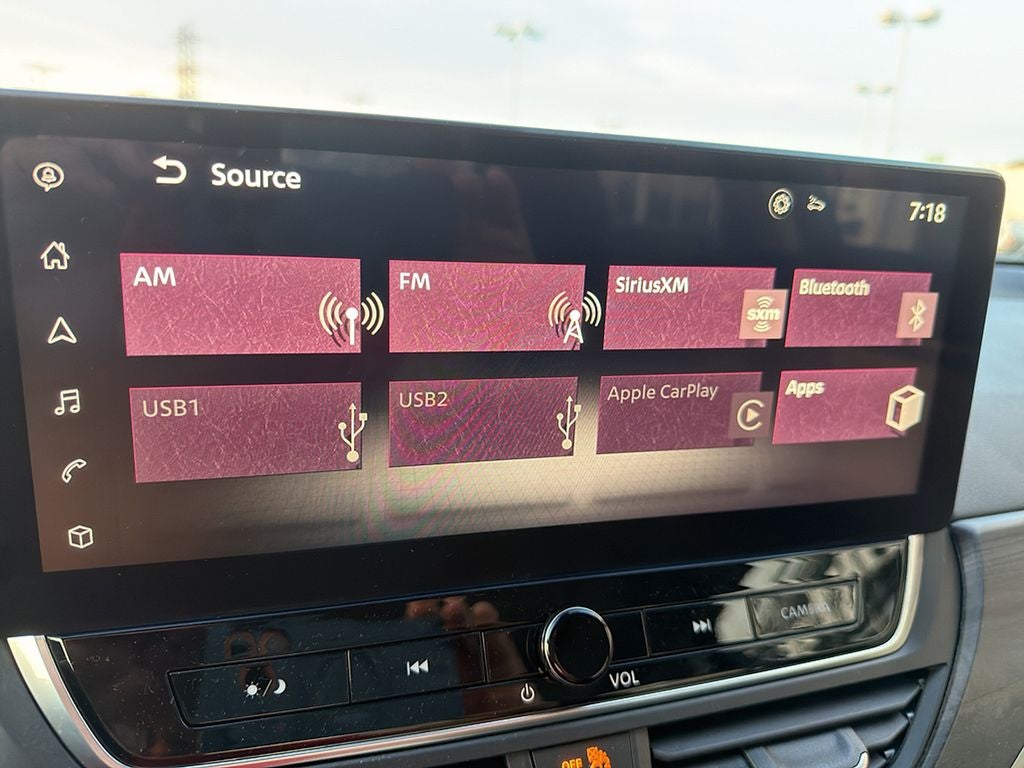 Source
7:18
AM
FM
SiriusXM
sxm
Bluetooth
USB1
USB2
Apple CarPlay
Apps
CAMERA
VOL
OFF